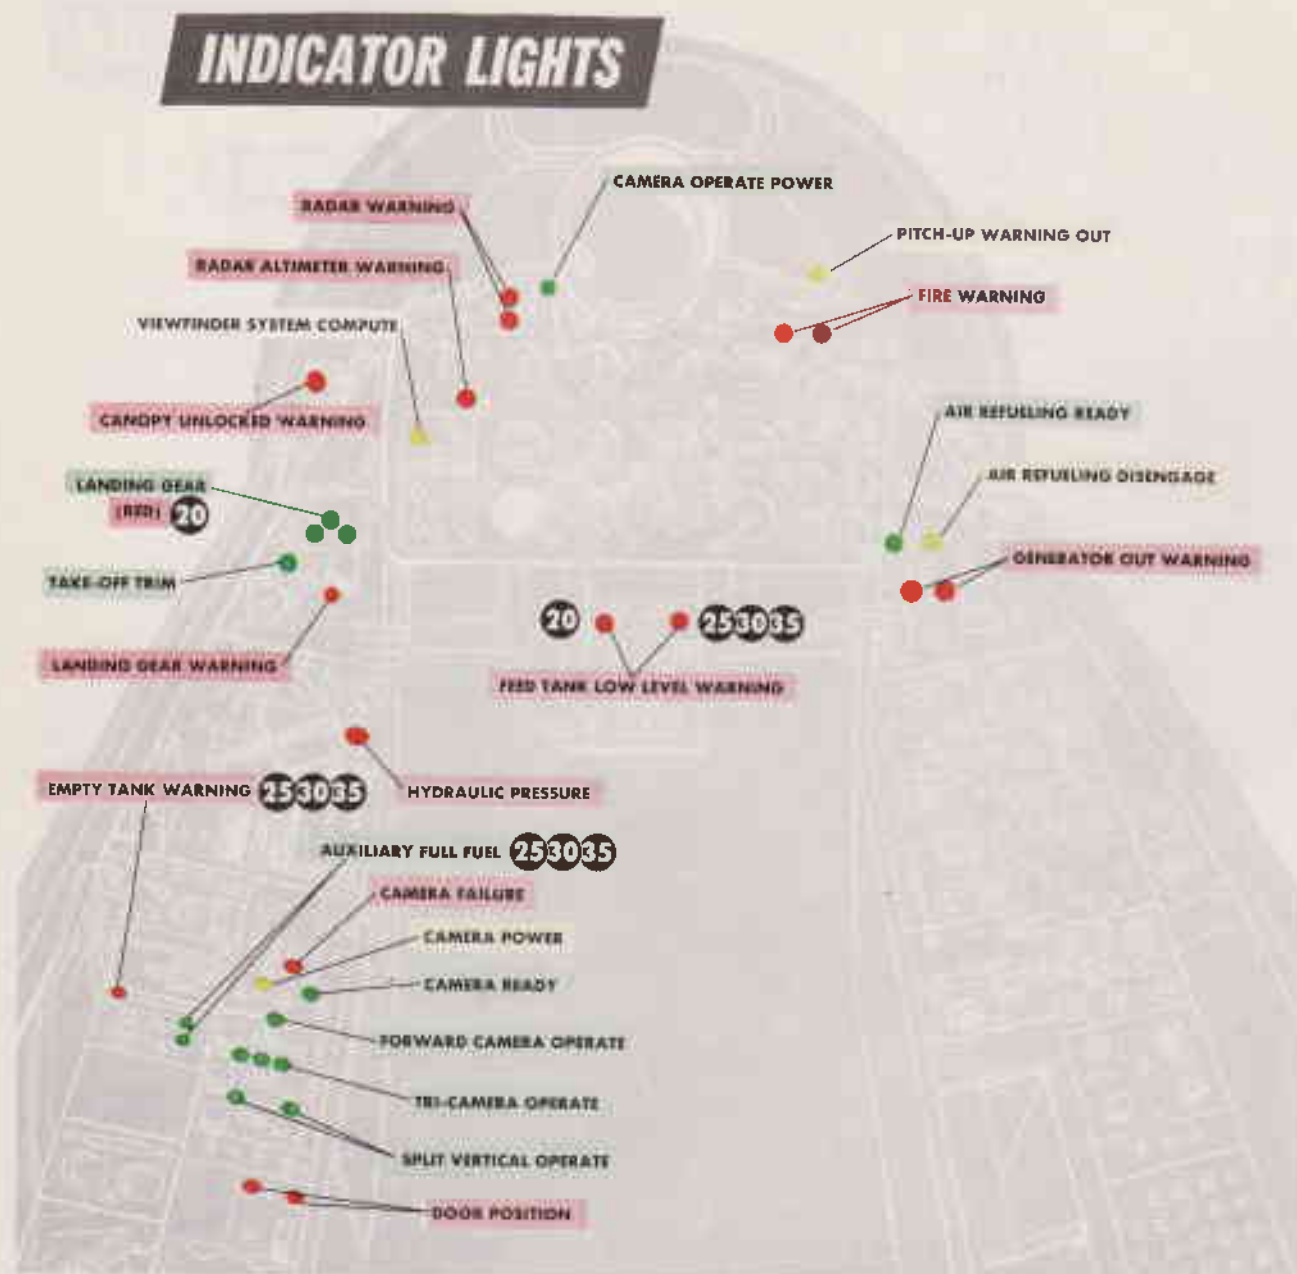 INDICATOR LIGHTS
CAMERA OPERATE POWER
RADAR WARNING
PITCH-UP WARNING OUT
RADAR ALTIMETER WARNING
FIRE WARNING
VIEWFINDER SYSTEM COMPUTE
CANOPY UNLOCKED WARNING
AIR REFUELLING READY
LANDING GEAR
(RED) 20
AIR REFUELING DISENGAGE
GENERATOR OUT WARNING
TAKE-OFF TRIM
20
25 30 35
LANDING GEAR WARNING
FEED TANK LOW LEVEL WARNING
EMPTY TANK WARNING 25 30 35
HYDRAULIC PRESSURE
AUXILIARY FULL FUEL 25 30 35
CAMERA FAILURE
CAMERA POWER
CAMERA READY
FORWARD CAMERA OPERATE
TRI-CAMERA OPERATE
SPLIT VERTICAL OPERATE
DOOR POSITION